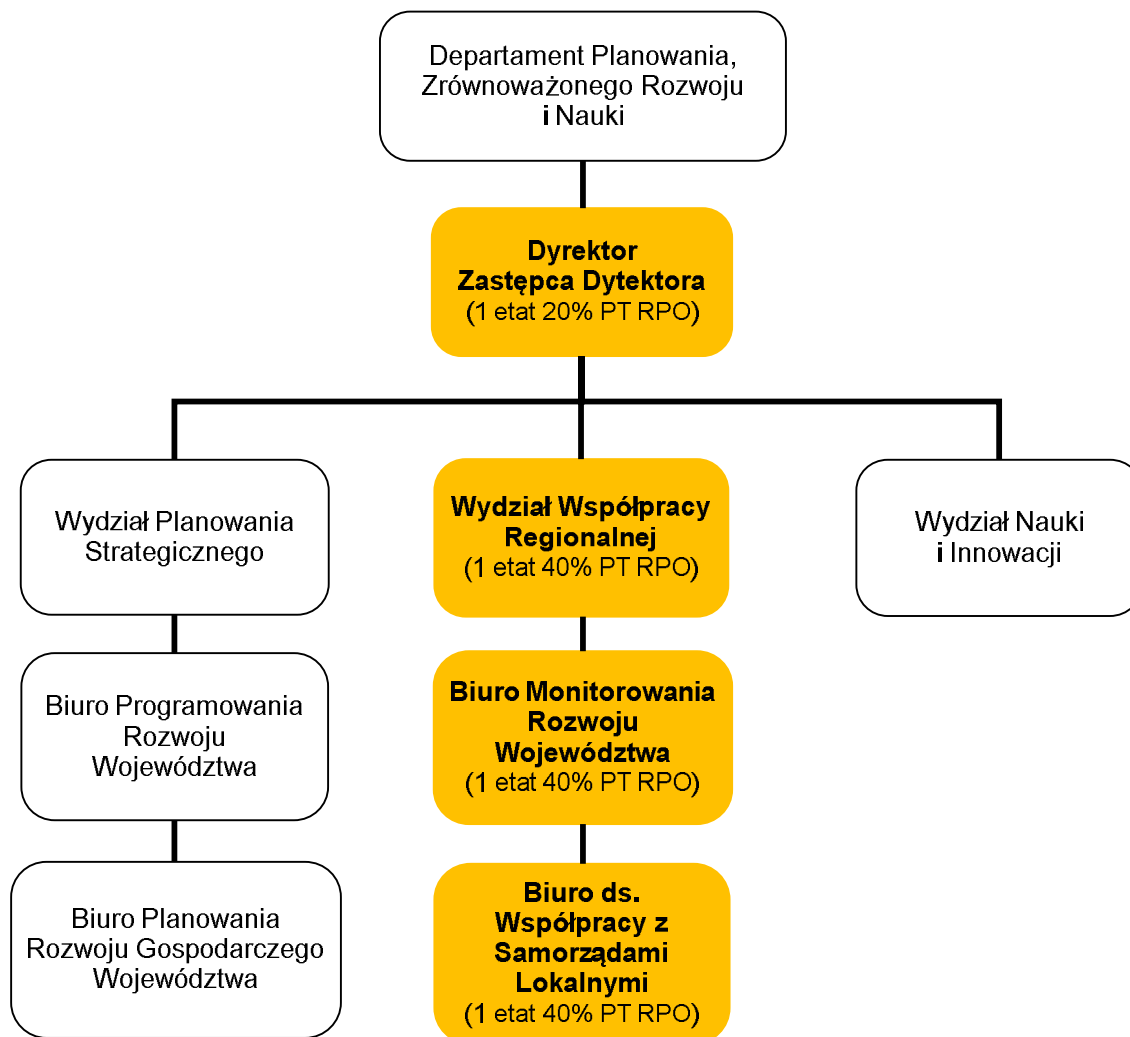 Departament Planowania,
Zrównoważonego Rozwoju
i Nauki
Dyrektor
Zastępca Dytektora
(1 etat 20% PT RPO)
Wydział Planowania
Strategicznego
Wydział Współpracy
Regionalnej
(1 etat 40% PT RPO)
Wydział Nauki
i Innowacji
Biuro Programowania
Rozwoju
Województwa
Biuro Monitorowania
Rozwoju
Województwa
(1 etat 40% PT RPO)
Biuro Planowania
Rozwoju Gospodarczego
Województwa
Biuro ds.
Współpracy z
Samorządami
Lokalnymi
(1 etat 40% PT RPO)